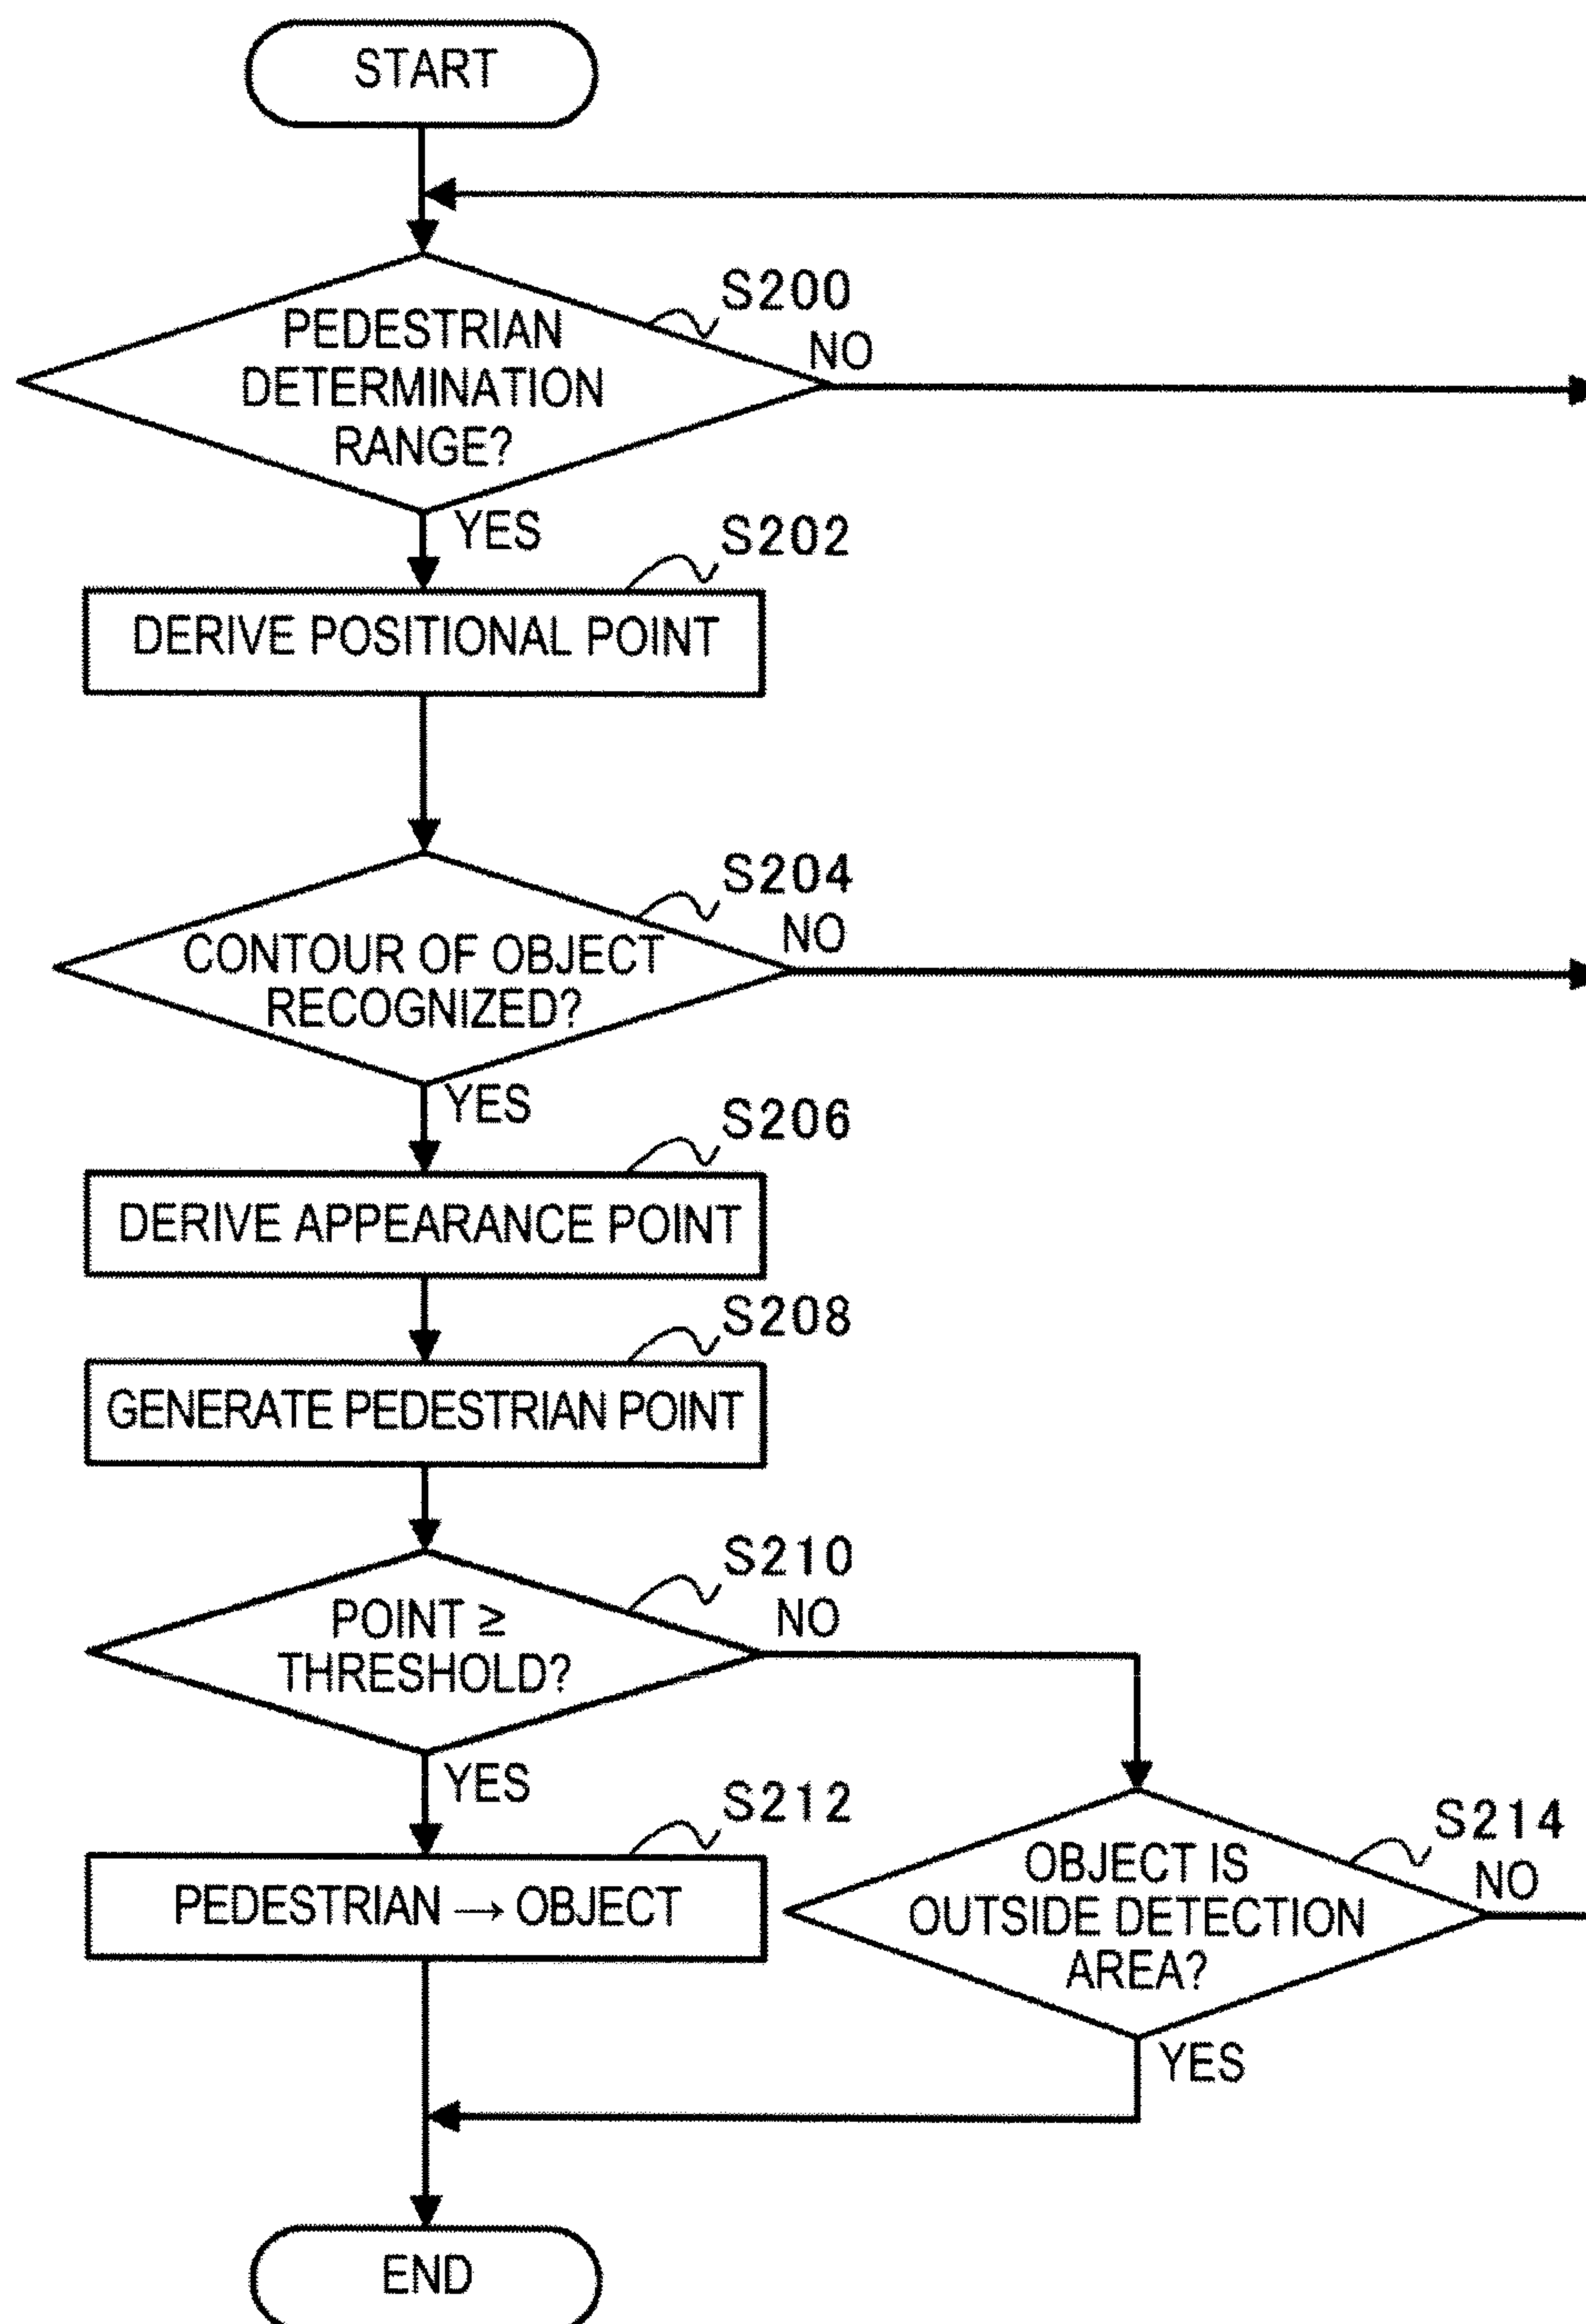 START
S200
NO
PEDESTRIAN
DETERMINATION
RANGE?
YES
S202
DERIVE POSITIONAL POINT
S204
NO
CONTOUR OF OBJECT
RECOGNIZED?
YES
S206
DERIVE APPEARANCE POINT
S208
GENERATE PEDESTRIAN POINT
S210
NO
POINT ≥
THRESHOLD?
YES
S212
PEDESTRIAN → OBJECT
S214
NO
OBJECT IS
OUTSIDE DETECTION
AREA?
YES
END